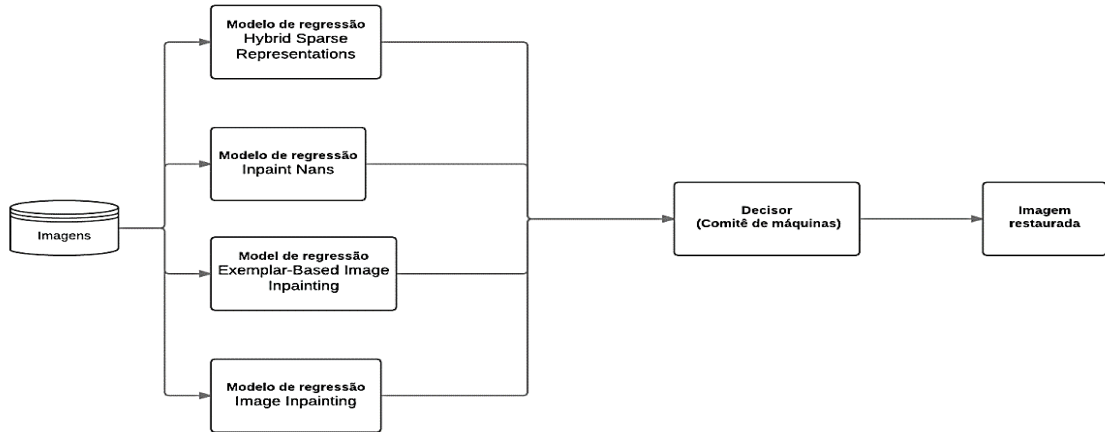 Modelo de regressão
Hybrid Sparse
Representations
Modelo de regressão
Inpaint Nans
Imagens
Model de regressão
Exemplar-Based Image
Inpainting
Modelo de regressão
Image Inpainting
Decisor
(Comitê de máquinas)
Imagem
restaurada